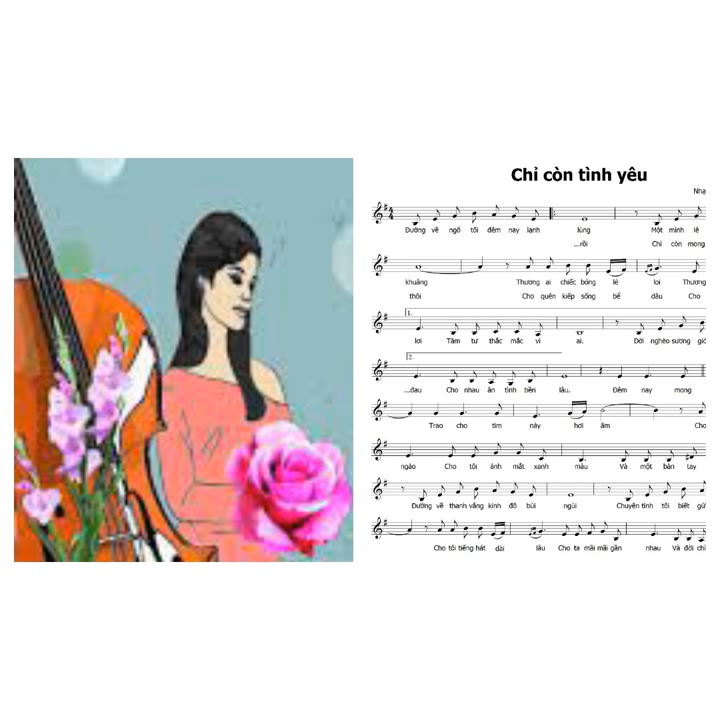 Chỉ còn tình yêu
Nhạ
Đường về ngõ tối đêm nay lạnh lùng Một mình lê
...rồi Chỉ còn mong
khuâng Thương ai chiếc bóng lẻ loi Thương
thôi Cho quên kiếp sống bể dâu Cho
1.
lơi Tâm tư thắc mắc vì ai. Đời nghèo sương gió
2.
...đau Cho nhau ân tình bền lâu. Đêm nay mong
Trao cho tim này hơi ấm Cho
ngào Cho tôi ánh mắt xanh màu Và một bàn tay
Đường về thanh vắng kinh đô bùi ngùi Chuyện tình tôi biết gử
Cho tôi tiếng hát dài lâu Cho ta mãi mãi gần nhau Và đời chỉ